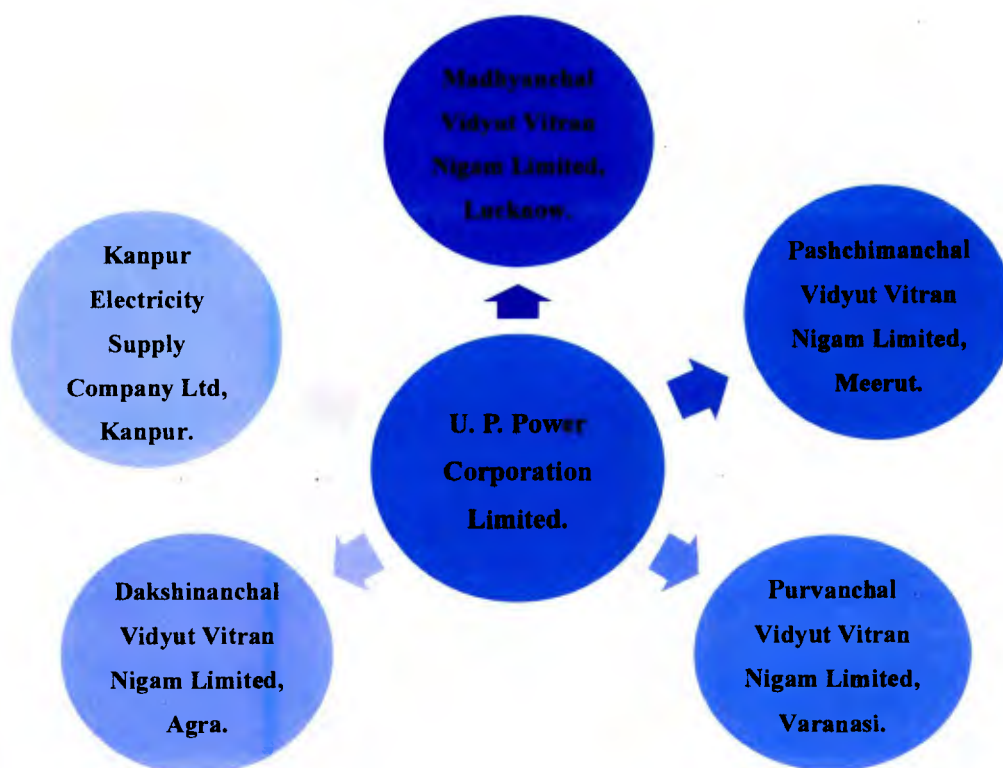 Madhyanchal
Vidyut Vitran
Nigam Limited,
Lucknow.
Kanpur
Electricity
Supply
Company Ltd,
Kanpur.
Pashchimanchal
Vidyut Vitran
Nigam Limited,
Meerut.
U. P. Power
Corporation
Limited.
Dakshinanchal
Vidyut Vitran
Nigam Limited,
Agra.
Purvanchal
Vidyut Vitran
Nigam Limited,
Varanasi.